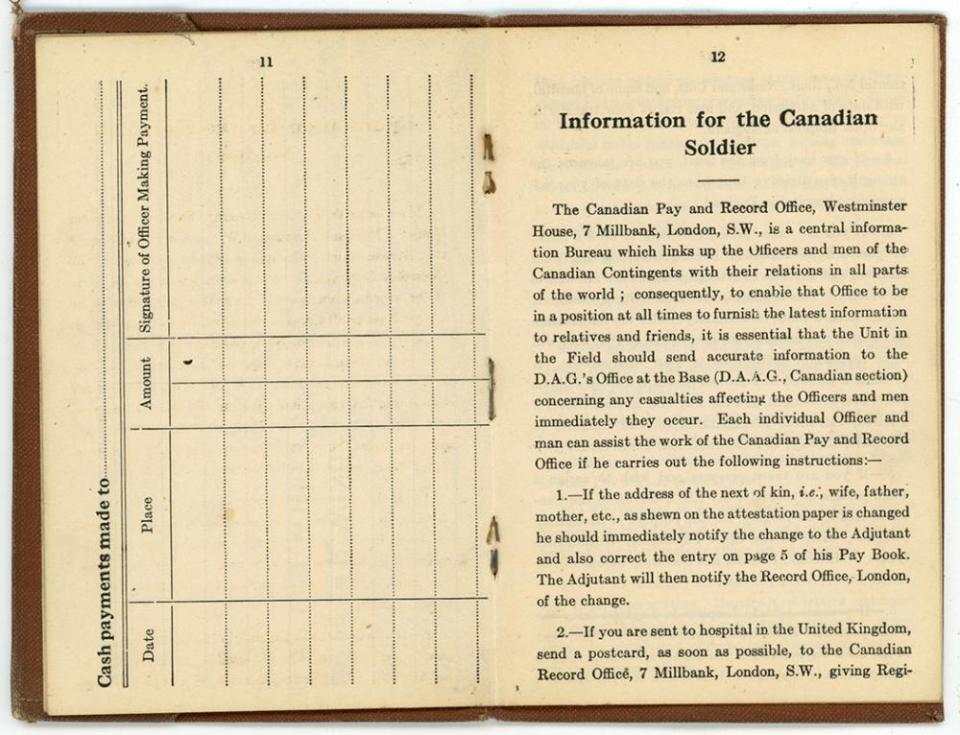 11
Cash payments made to
Date Place Amount Signature of Officer Making Payment.
12
Information for the Canadian
Soldier
The Canadian Pay and Record Office, Westminster
House, 7 Millbank, London, S.W., is a central informa-
tion Bureau which links up the Officers and men of the
Canadian Contingents with their relations in all parts
of the world ; consequently, to enable that Office to be
in a position at all times to furnish the latest information
to relatives and friends, it is essential that the Unit in
the Field should send accurate information to the
D.A.G.'s Office at the Base (D.A.A.G., Canadian section)
concerning any casualties affecting the Officers and men
immediately they occur. Each individual Officer and
man can assist the work of the Canadian Pay and Record
Office if he carries out the following instructions:—
1.—If the address of the next of kin, i.e., wife, father,
mother, etc., as shewn on the attestation paper is changed
he should immediately notify the change to the Adjutant
and also correct the entry on page 5 of his Pay Book.
The Adjutant will then notify the Record Office, London,
of the change.
2.—If you are sent to hospital in the United Kingdom,
send a postcard, as soon as possible, to the Canadian
Record Office, 7 Millbank, London, S.W., giving Regi-